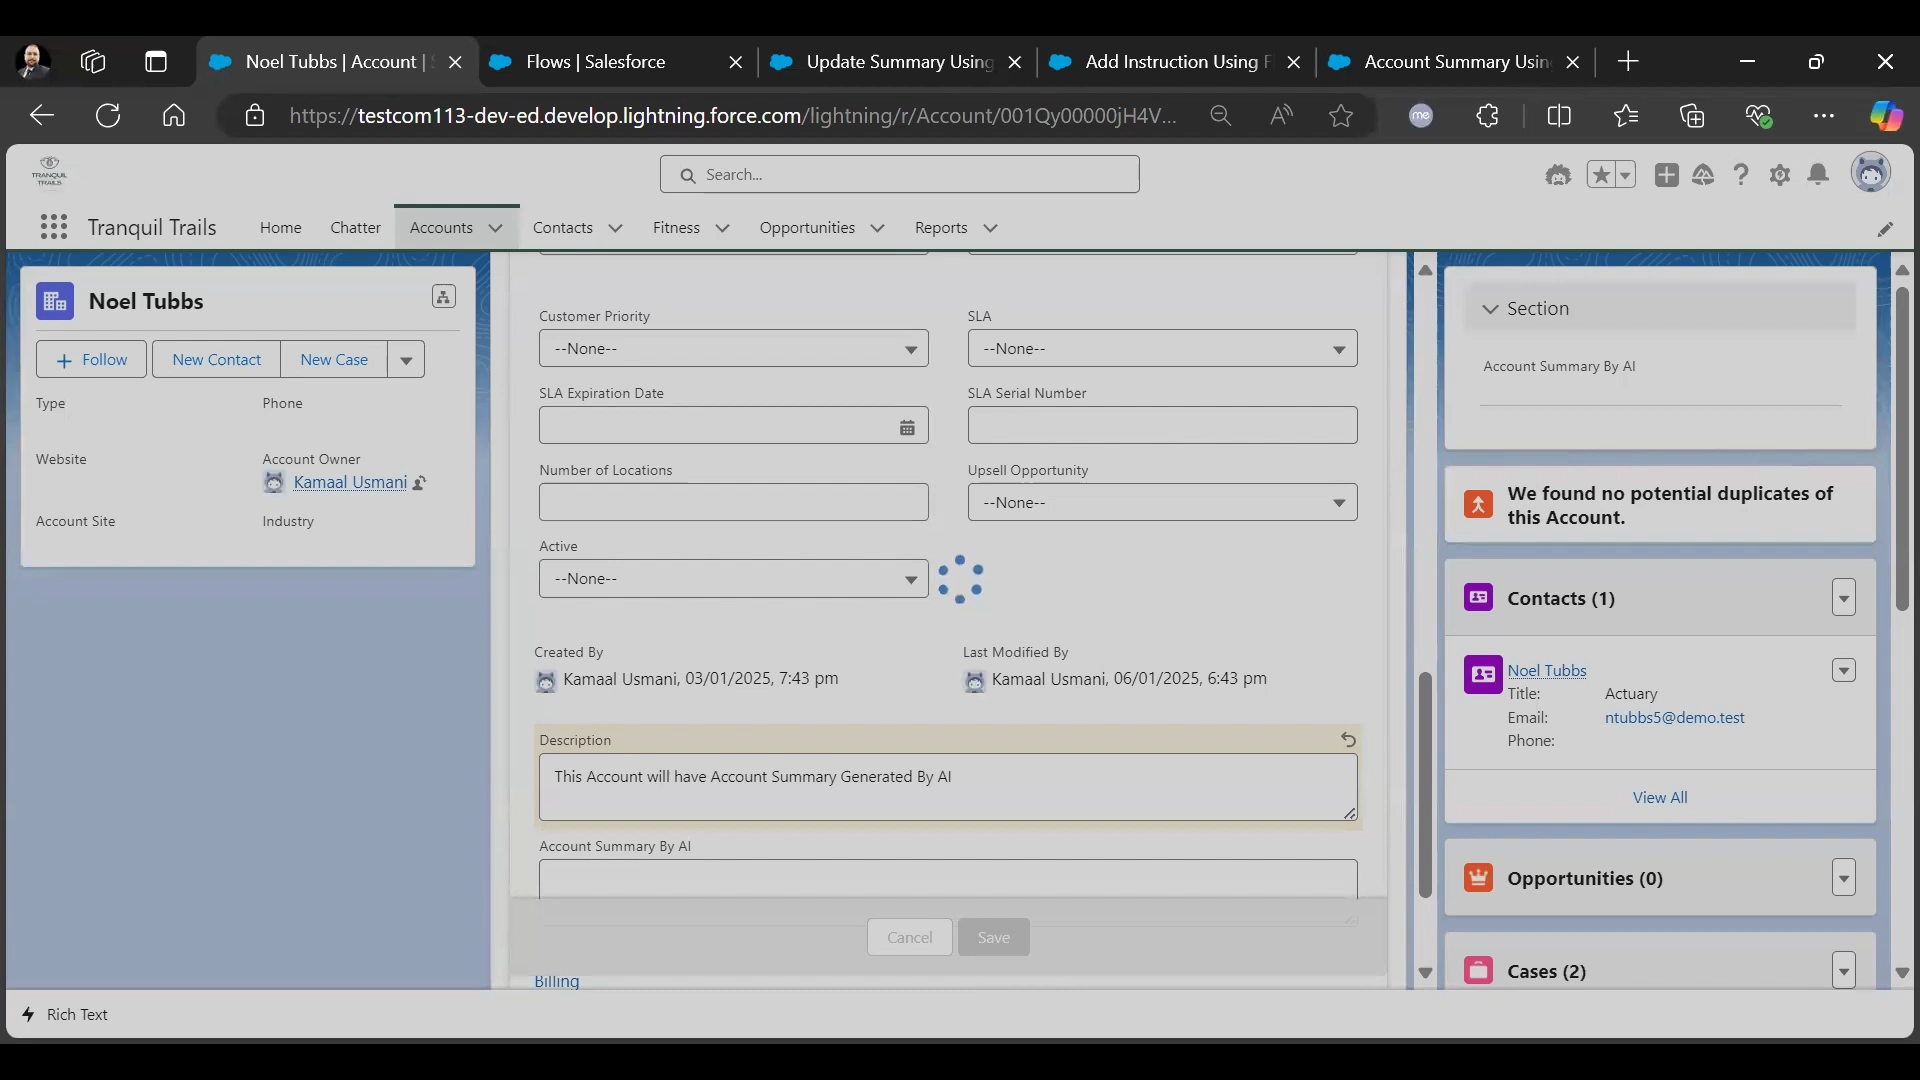 Noel Tubbs | Account |
Flows | Salesforce
Update Summary Using
Add Instruction Using F
Account Summary Usin
https://testcom113-dev-ed.develop.lightning.force.com/lightning/r/Account/001Qy00000jH4V...
me
TRANQUIL
TRAILS
Search...
Tranquil Trails
Home
Chatter
Accounts
Contacts
Fitness
Opportunities
Reports
Noel Tubbs
Follow
New Contact
New Case
Type
Phone
Website
Account Owner
Kamaal Usmani
Account Site
Industry
Customer Priority
SLA
--None--
--None--
SLA Expiration Date
SLA Serial Number
Number of Locations
Upsell Opportunity
--None--
Active
--None--
Created By
Last Modified By
Kamaal Usmani, 03/01/2025, 7:43 pm
Kamaal Usmani, 06/01/2025, 6:43 pm
Description
This Account will have Account Summary Generated By AI
Account Summary By AI
Cancel
Save
Billing
Section
Account Summary By AI
We found no potential duplicates of
this Account.
Contacts (1)
Noel Tubbs
Title: Actuary
Email: ntubbs5@demo.test
Phone:
View All
Opportunities (0)
Cases (2)
Rich Text